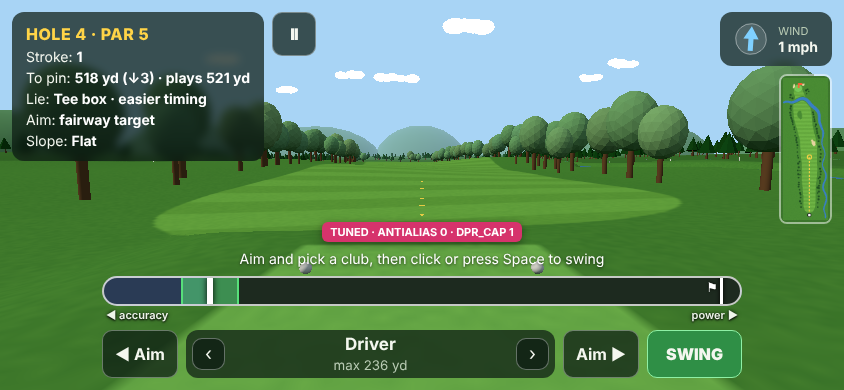 HOLE 4 · PAR 5
Stroke: 1
To pin: 518 yd (↓3) · plays 521 yd
Lie: Tee box · easier timing
Aim: fairway target
Slope: Flat
WIND
1 mph
TUNED · ANTIALIAS 0 · DPR_CAP 1
Aim and pick a club, then click or press Space to swing
◀ accuracy
power ▶
◀ Aim
‹
Driver
max 236 yd
›
Aim ▶
SWING